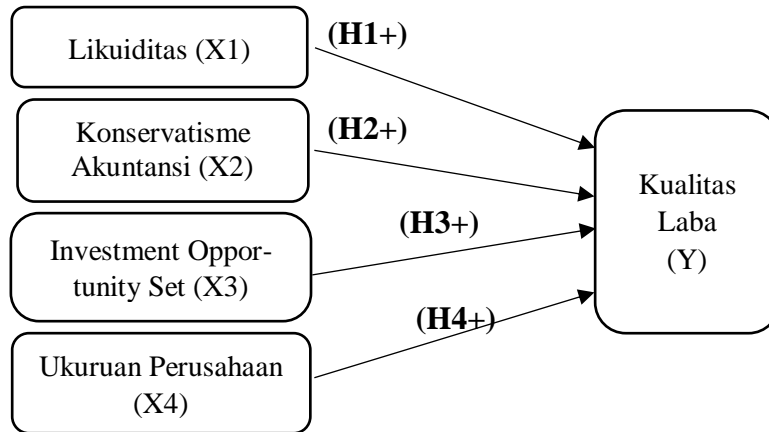 Likuiditas (X1)
(H1+)
Konservatisme
Akuntansi (X2)
(H2+)
Investment Oppor-
tunity Set (X3)
(H3+)
Ukuruan Perusahaan
(X4)
(H4+)
Kualitas
Laba
(Y)